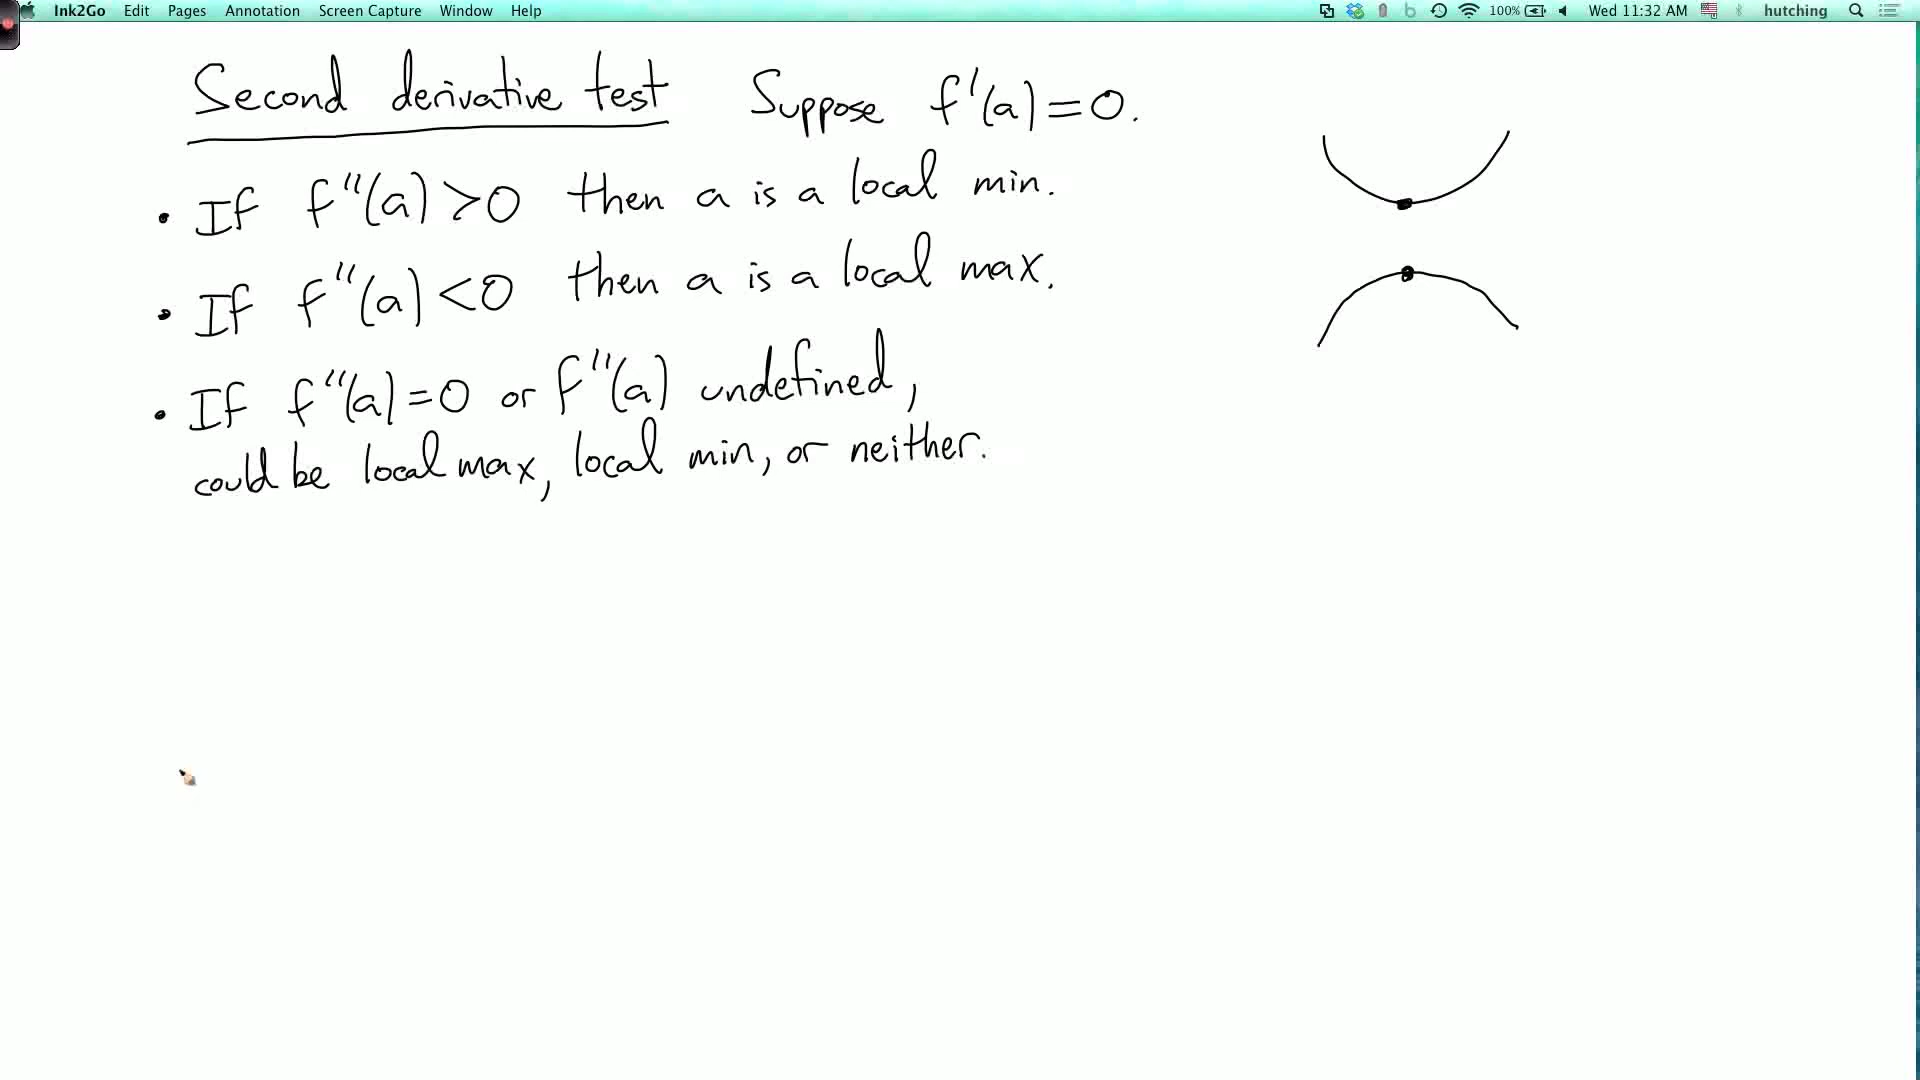 Ink2Go Edit Pages Annotation Screen Capture Window Help 100% Wed 11:32 AM hutching
Second derivative test Suppose f'(a)=0.
• If f''(a)>0 then a is a local min.
• If f''(a)<0 then a is a local max.
• If f''(a)=0 or f''(a) undefined,
could be local max, local min, or neither.